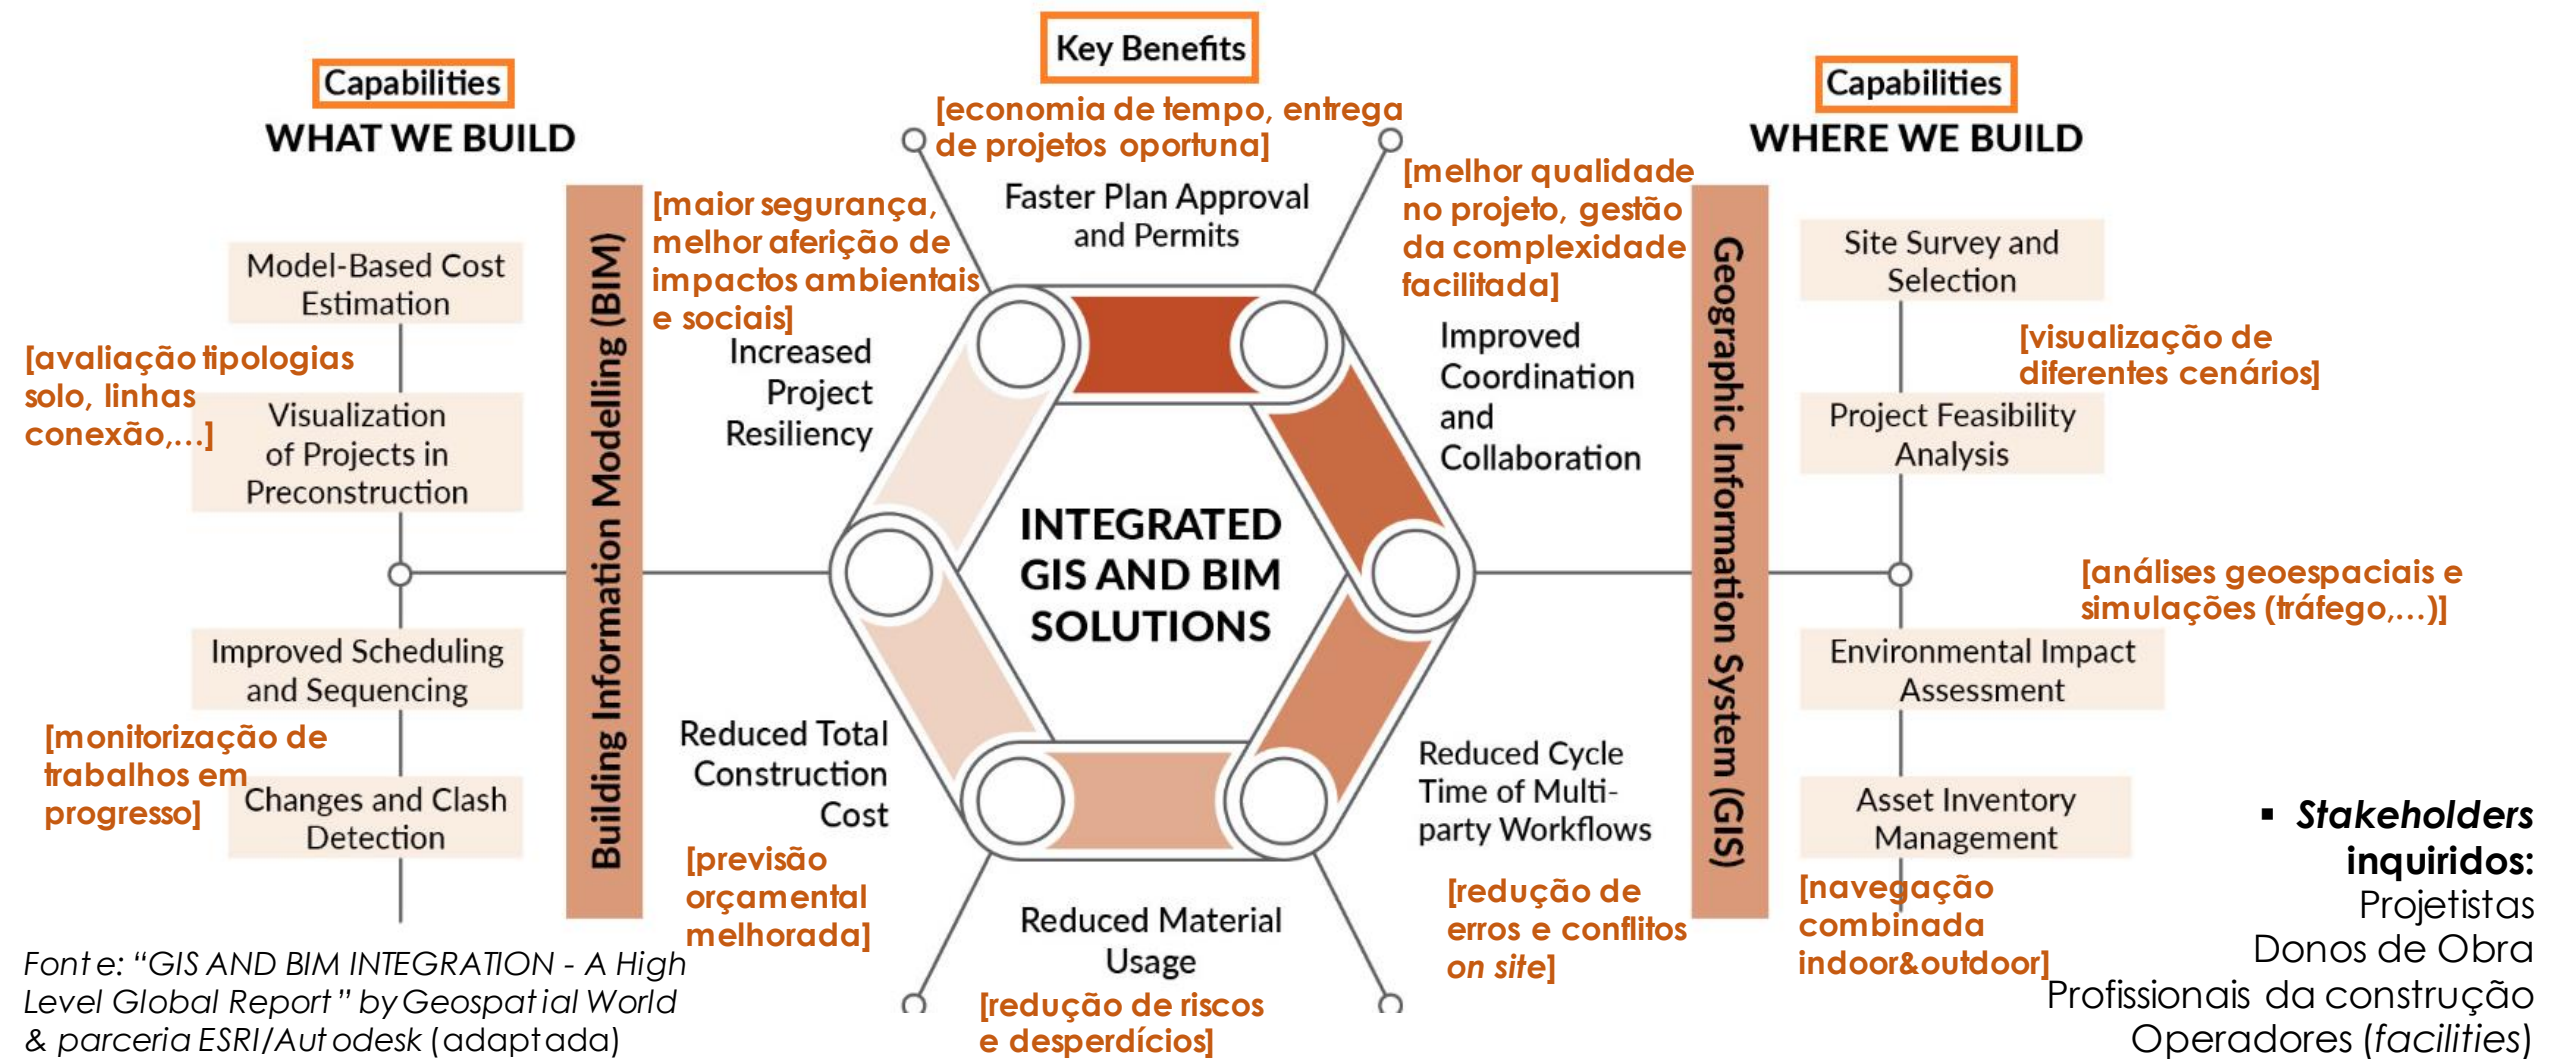 Capabilities
WHAT WE BUILD
Model-Based Cost
Estimation
[avaliação tipologias
solo, linhas
conexão,...]
Visualization
of Projects in
Preconstruction
Improved Scheduling
and Sequencing
[monitorização de
trabalhos em
progresso]
Changes and Clash
Detection
Building Information Modelling (BIM)
Key Benefits
[economia de tempo, entrega
de projetos oportuna]
Faster Plan Approval
and Permits
[maior segurança,
melhor aferição de
impactos ambientais
e sociais]
Increased
Project
Resiliency
[melhor qualidade
no projeto, gestão
da complexidade
facilitada]
Improved
Coordination
and
Collaboration
INTEGRATED
GIS AND BIM
SOLUTIONS
Reduced Total
Construction
Cost
[previsão
orçamental
melhorada]
Reduced Material
Usage
[redução de riscos
e desperdícios]
Reduced Cycle
Time of Multi-
party Workflows
[redução de
erros e conflitos
on site]
Geographic Information System (GIS)
Capabilities
WHERE WE BUILD
Site Survey and
Selection
[visualização de
diferentes cenários]
Project Feasibility
Analysis
[análises geoespaciais e
simulações (tráfego,...)]
Environmental Impact
Assessment
Asset Inventory
Management
[navegação
combinada
indoor&outdoor]
▪ Stakeholders
inquiridos:
Projetistas
Donos de Obra
Profissionais da construção
Operadores (facilities)
Fonte: “GIS AND BIM INTEGRATION - A High
Level Global Report” by Geospatial World
& parceria ESRI/Autodesk (adaptada)